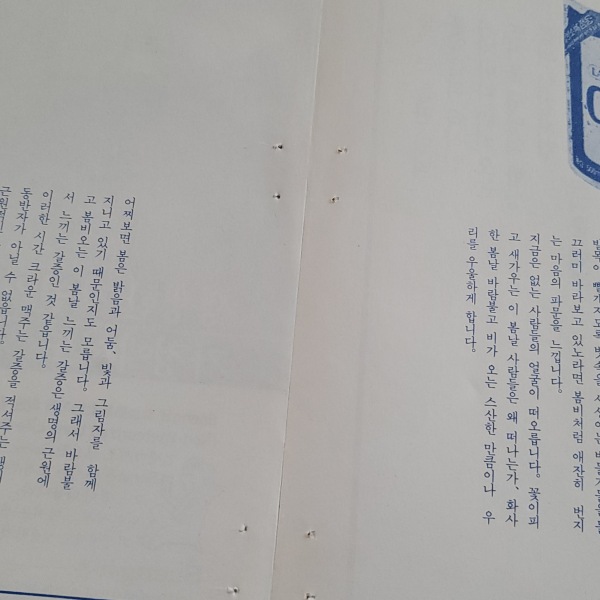 끄러미 바라보고 있노라면 봄비처럼 애잔히 번지
는 마음의 파문을 느낍니다.
지금은 없는 사람들의 얼굴이 떠오릅니다. 꽃이피
고 새가우는 이 봄날 사람들은 왜 떠나는가, 화사
한 봄날 바람불고 비가 오는 스산한 만큼이나 우
리를 우울하게 합니다.
어쩌보면 봄은 밝음과 어둠, 빛과 그림자를 함께
지니고 있기 때문인지도 모릅니다. 그래서 바람불
고 봄비오는 이 봄날 느끼는 갈증은 생명의 근원에
서 느끼는 갈증인 것 같읍니다.
이러한 시간 크라운 맥주는 갈증을 적셔주는
동반자가 아닐 수 없읍니다.